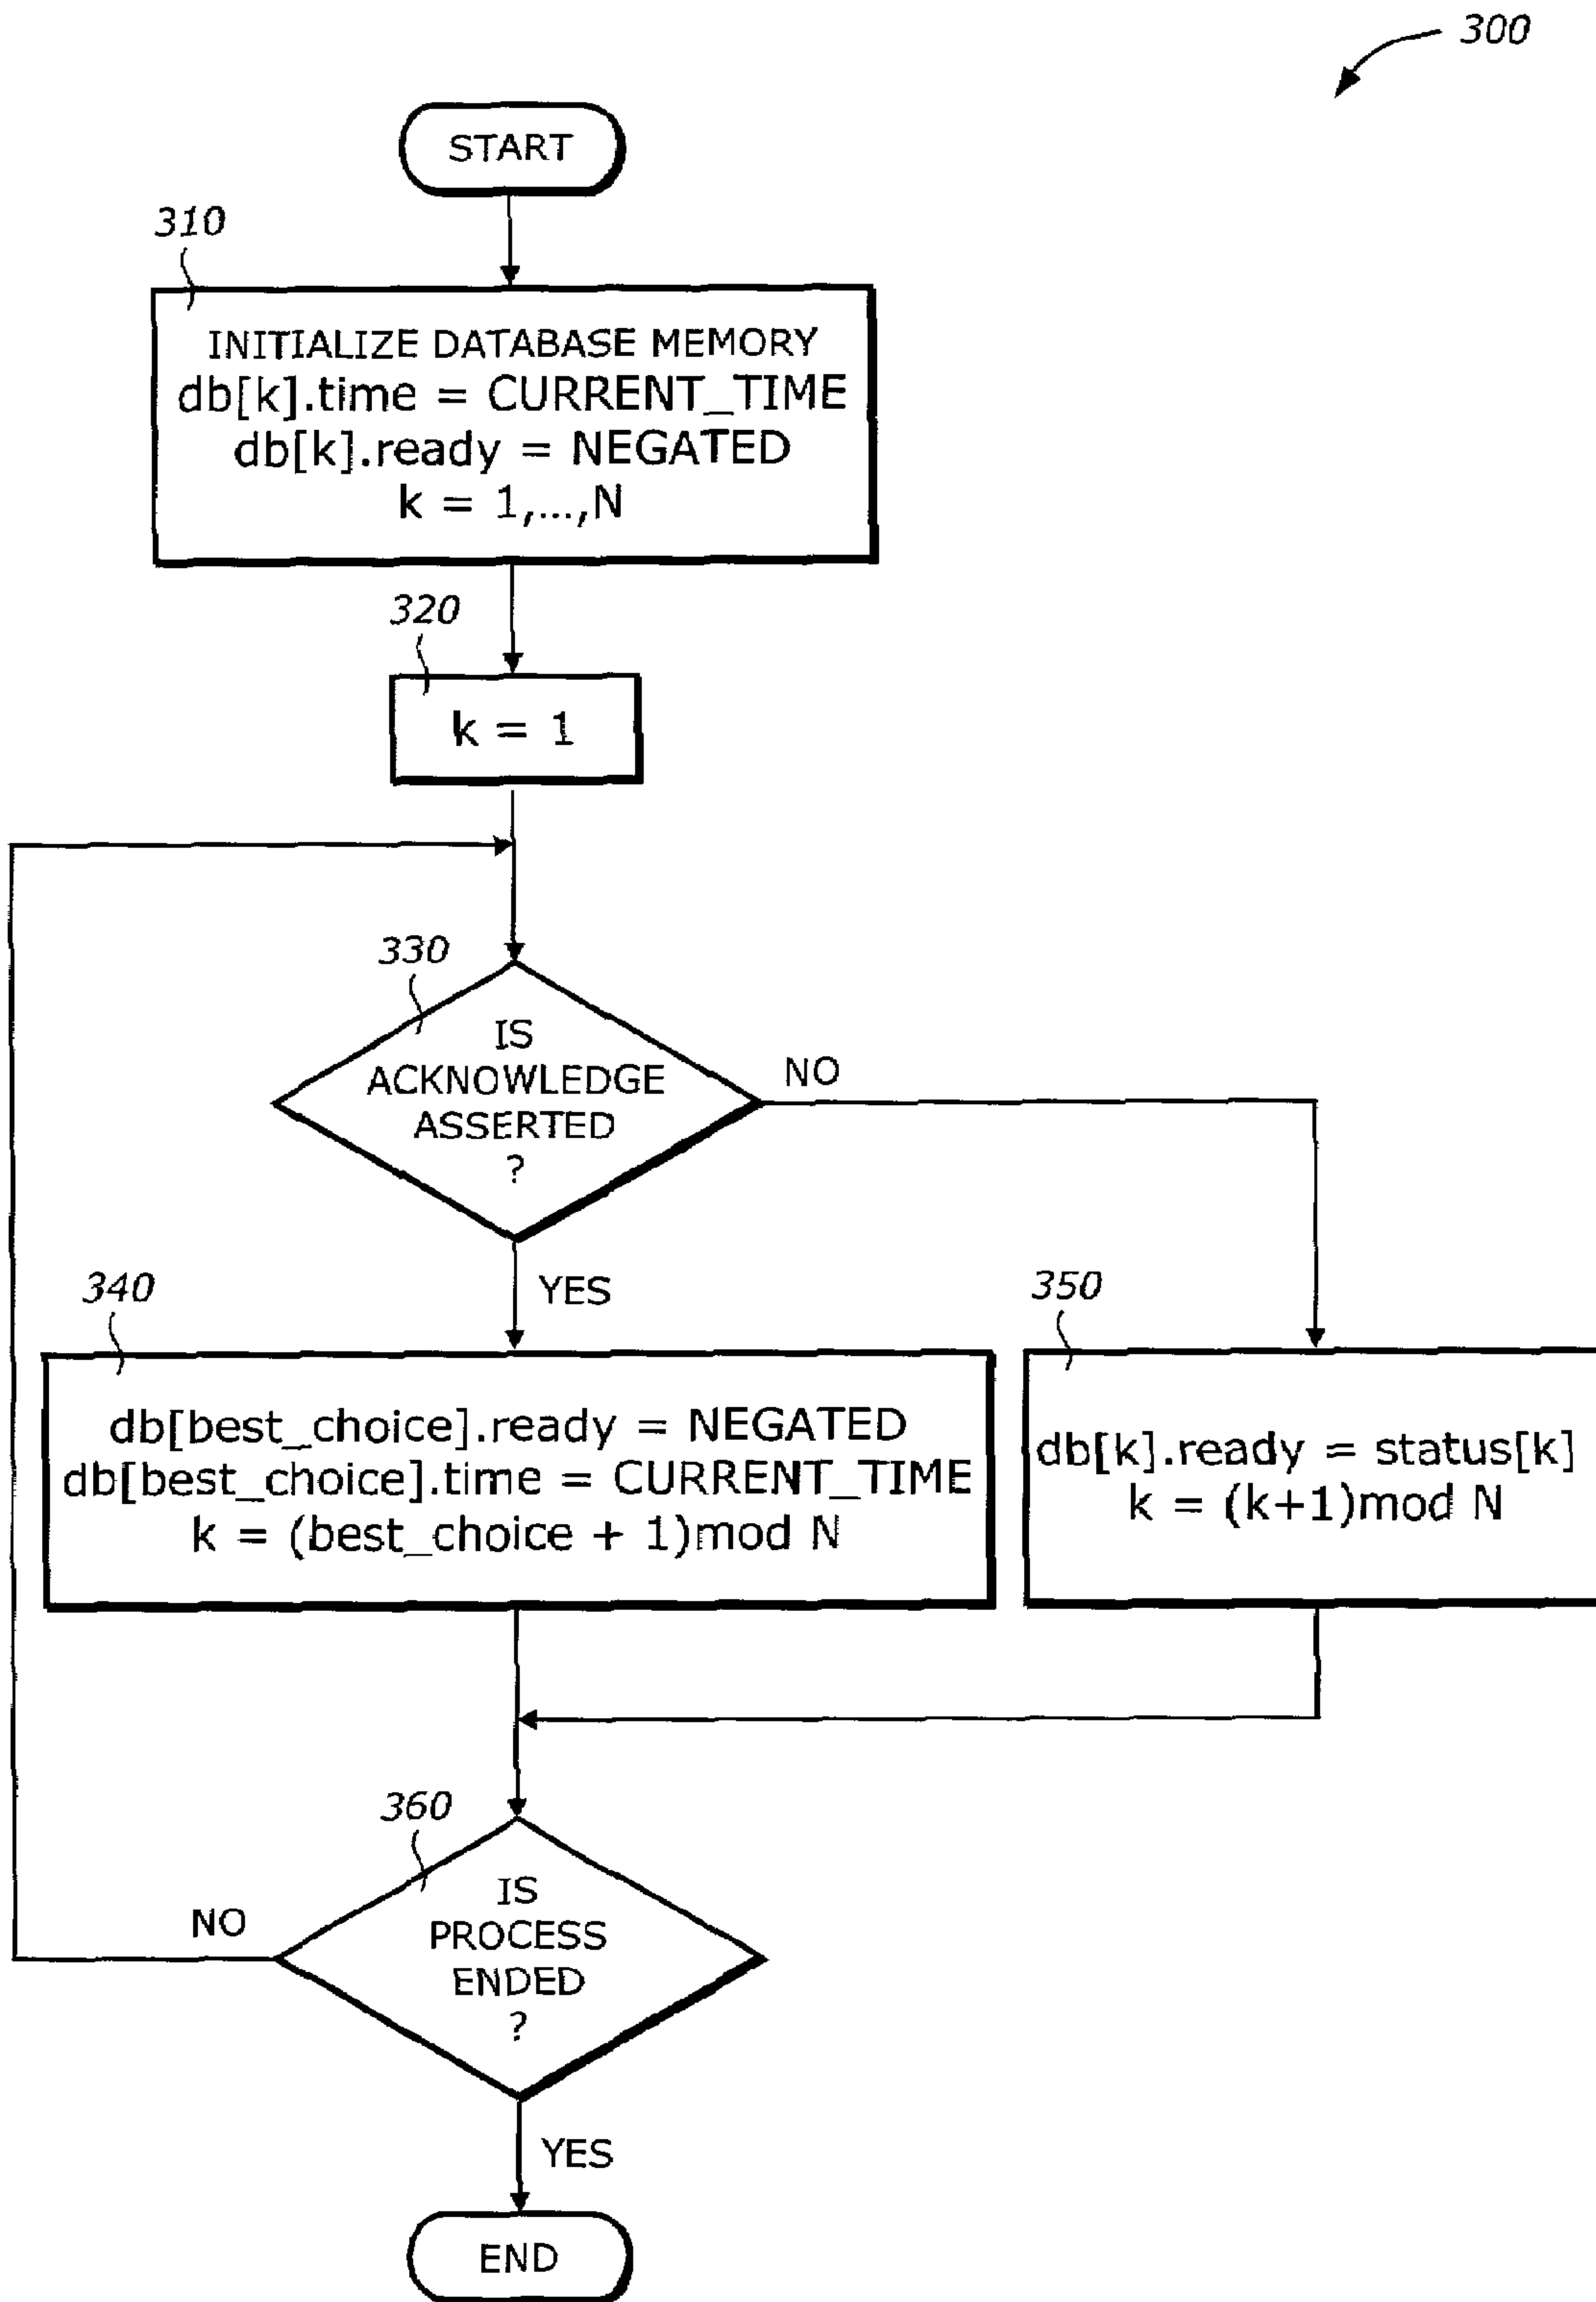 300
START
310
INITIALIZE DATABASE MEMORY
db[k].time = CURRENT_TIME
db[k].ready = NEGATED
k = 1,...,N
320
k = 1
330
IS
ACKNOWLEDGE
ASSERTED
?
NO
YES
340
db[best_choice].ready = NEGATED
db[best_choice].time = CURRENT_TIME
k = (best_choice + 1)mod N
350
db[k].ready = status[k]
k = (k+1)mod N
360
IS
PROCESS
ENDED
?
NO
YES
END